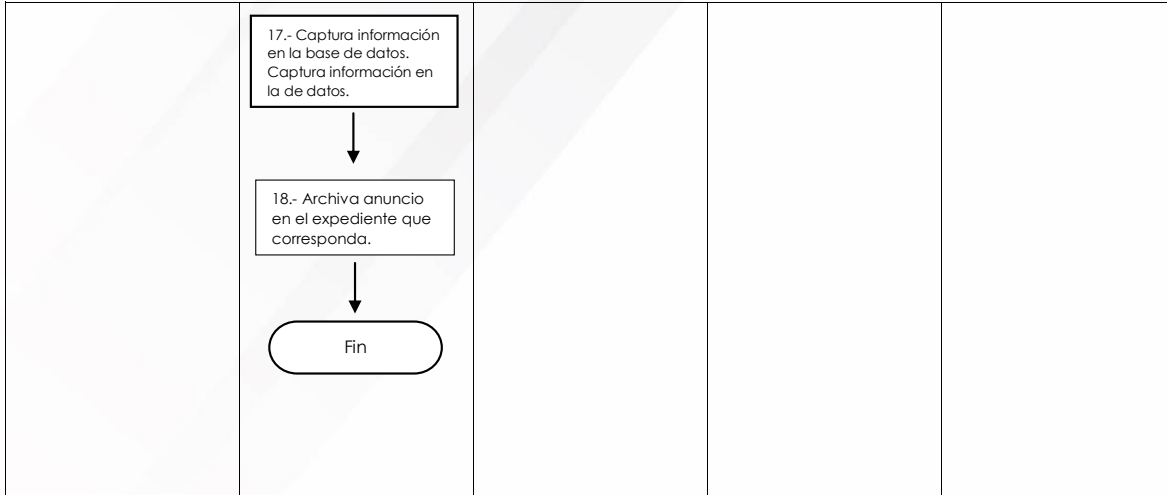 17.- Captura información
en la base de datos.
Captura información en
la de datos.
18.- Archiva anuncio
en el expediente que
corresponda.
Fin